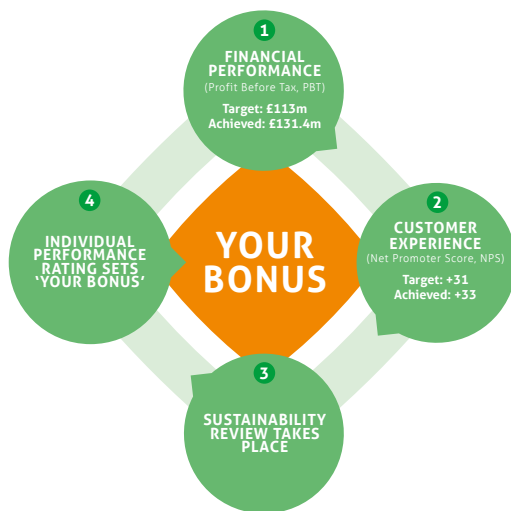 1
FINANCIAL
PERFORMANCE
(Profit Before Tax, PBT)
Target: £113m
Achieved: £131.4m
2
CUSTOMER
EXPERIENCE
(Net Promoter Score, NPS)
Target: +31
Achieved: +33
3
SUSTAINABILITY
REVIEW TAKES
PLACE
4
INDIVIDUAL
PERFORMANCE
RATING SETS
‘YOUR BONUS’
YOUR
BONUS